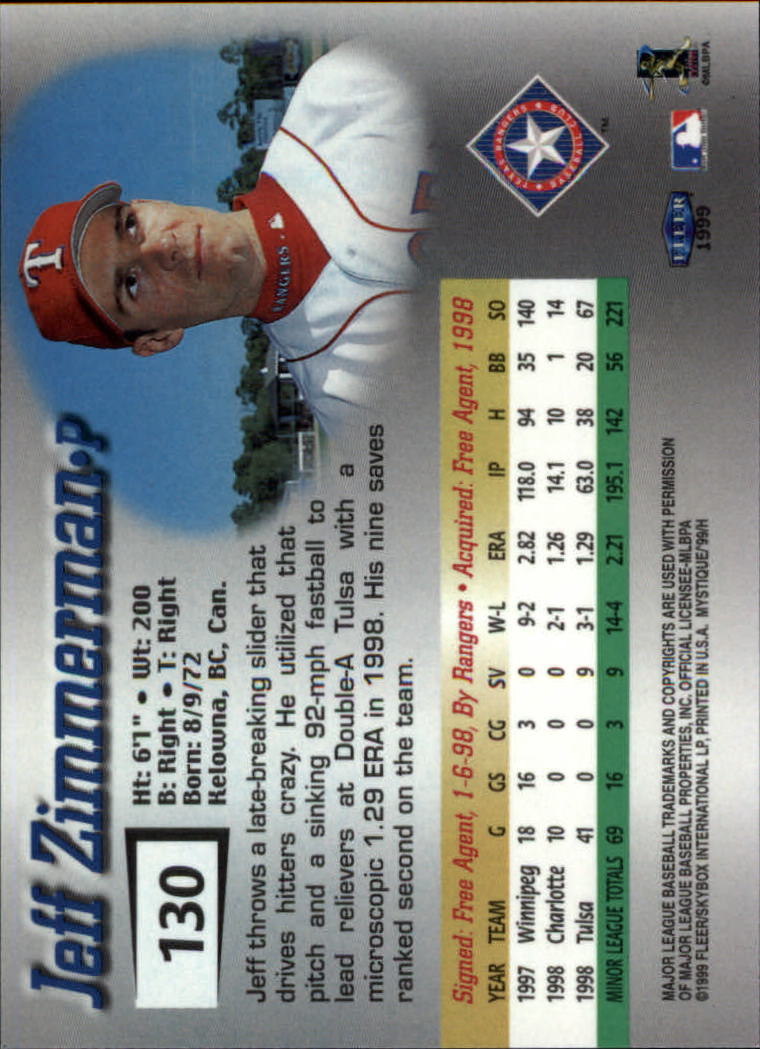 Jeff Zimmerman•P
130
Ht: 6'1" • Wt: 200
B: Right • T: Right
Born: 8/9/72
Kelowna, BC, Can.
Jeff throws a late-breaking slider that
drives hitters crazy. He utilized that
pitch and a sinking 92-mph fastball to
lead relievers at Double-A Tulsa with a
microscopic 1.29 ERA in 1998. His nine saves
ranked second on the team.
T
RANGERS
Signed: Free Agent, 1-6-98, By Rangers • Acquired: Free Agent, 1998
YEAR TEAM G GS CG SV W-L ERA IP H BB SO
1997 Winnipeg 18 16 3 0 9-2 2.82 118.0 94 35 140
1998 Charlotte 10 0 0 0 2-1 1.26 14.1 10 1 14
1998 Tulsa 41 0 0 9 3-1 1.29 63.0 38 20 67
MINOR LEAGUE TOTALS 69 16 3 9 14-4 2.21 195.1 142 56 221
TEXAS RANGERS BASEBALL CLUB
TM
MAJOR LEAGUE BASEBALL TRADEMARKS AND COPYRIGHTS ARE USED WITH PERMISSION
OF MAJOR LEAGUE BASEBALL PROPERTIES, INC. OFFICIAL LICENSEE-MLBPA
©1999 FLEER/SKYBOX INTERNATIONAL LP, PRINTED IN U.S.A. MYSTIQUE/'99/H
FLEER
1999
©MLBPA